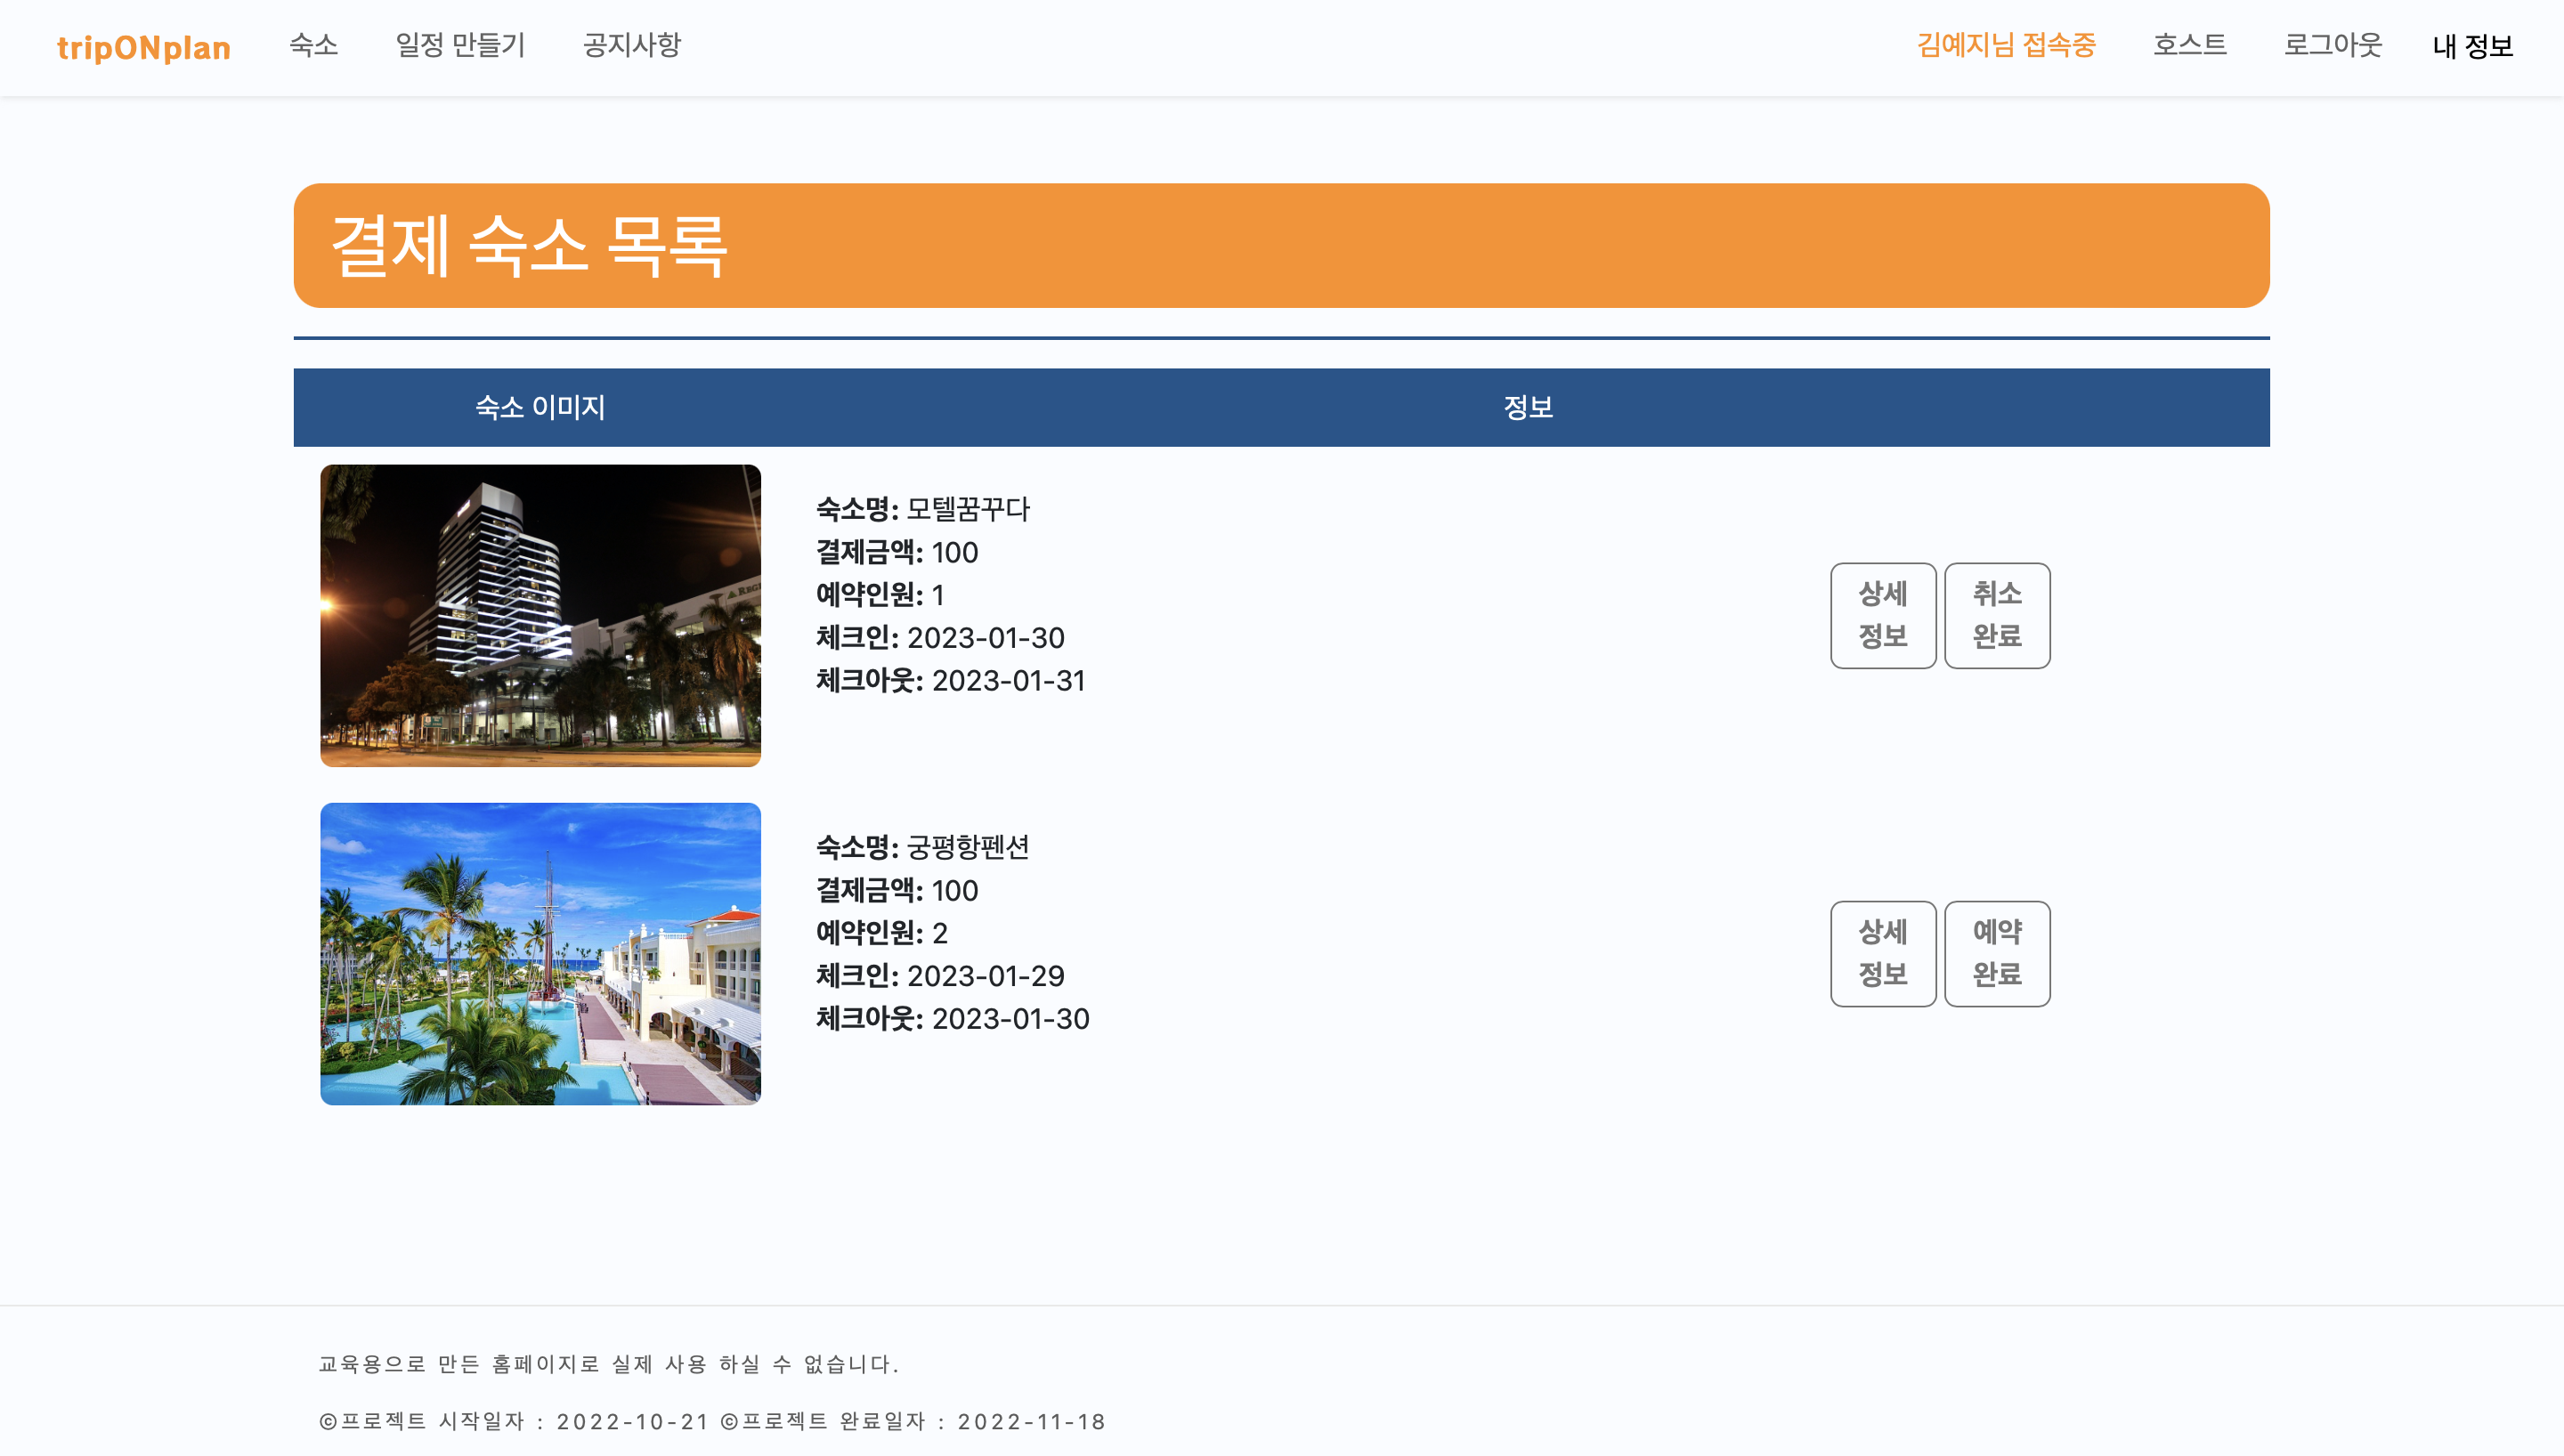 tripONplan 숙소 일정 만들기 공지사항 김예지님 접속중 호스트 로그아웃 내 정보
결제 숙소 목록
숙소 이미지 정보
숙소명: 모텔꿈꾸다
결제금액: 100
예약인원: 1
체크인: 2023-01-30
체크아웃: 2023-01-31
상세
정보
취소
완료
숙소명: 궁평항펜션
결제금액: 100
예약인원: 2
체크인: 2023-01-29
체크아웃: 2023-01-30
상세
정보
예약
완료
교육용으로 만든 홈페이지로 실제 사용 하실 수 없습니다.
ⓒ프로젝트 시작일자 : 2022-10-21 ⓒ프로젝트 완료일자 : 2022-11-18